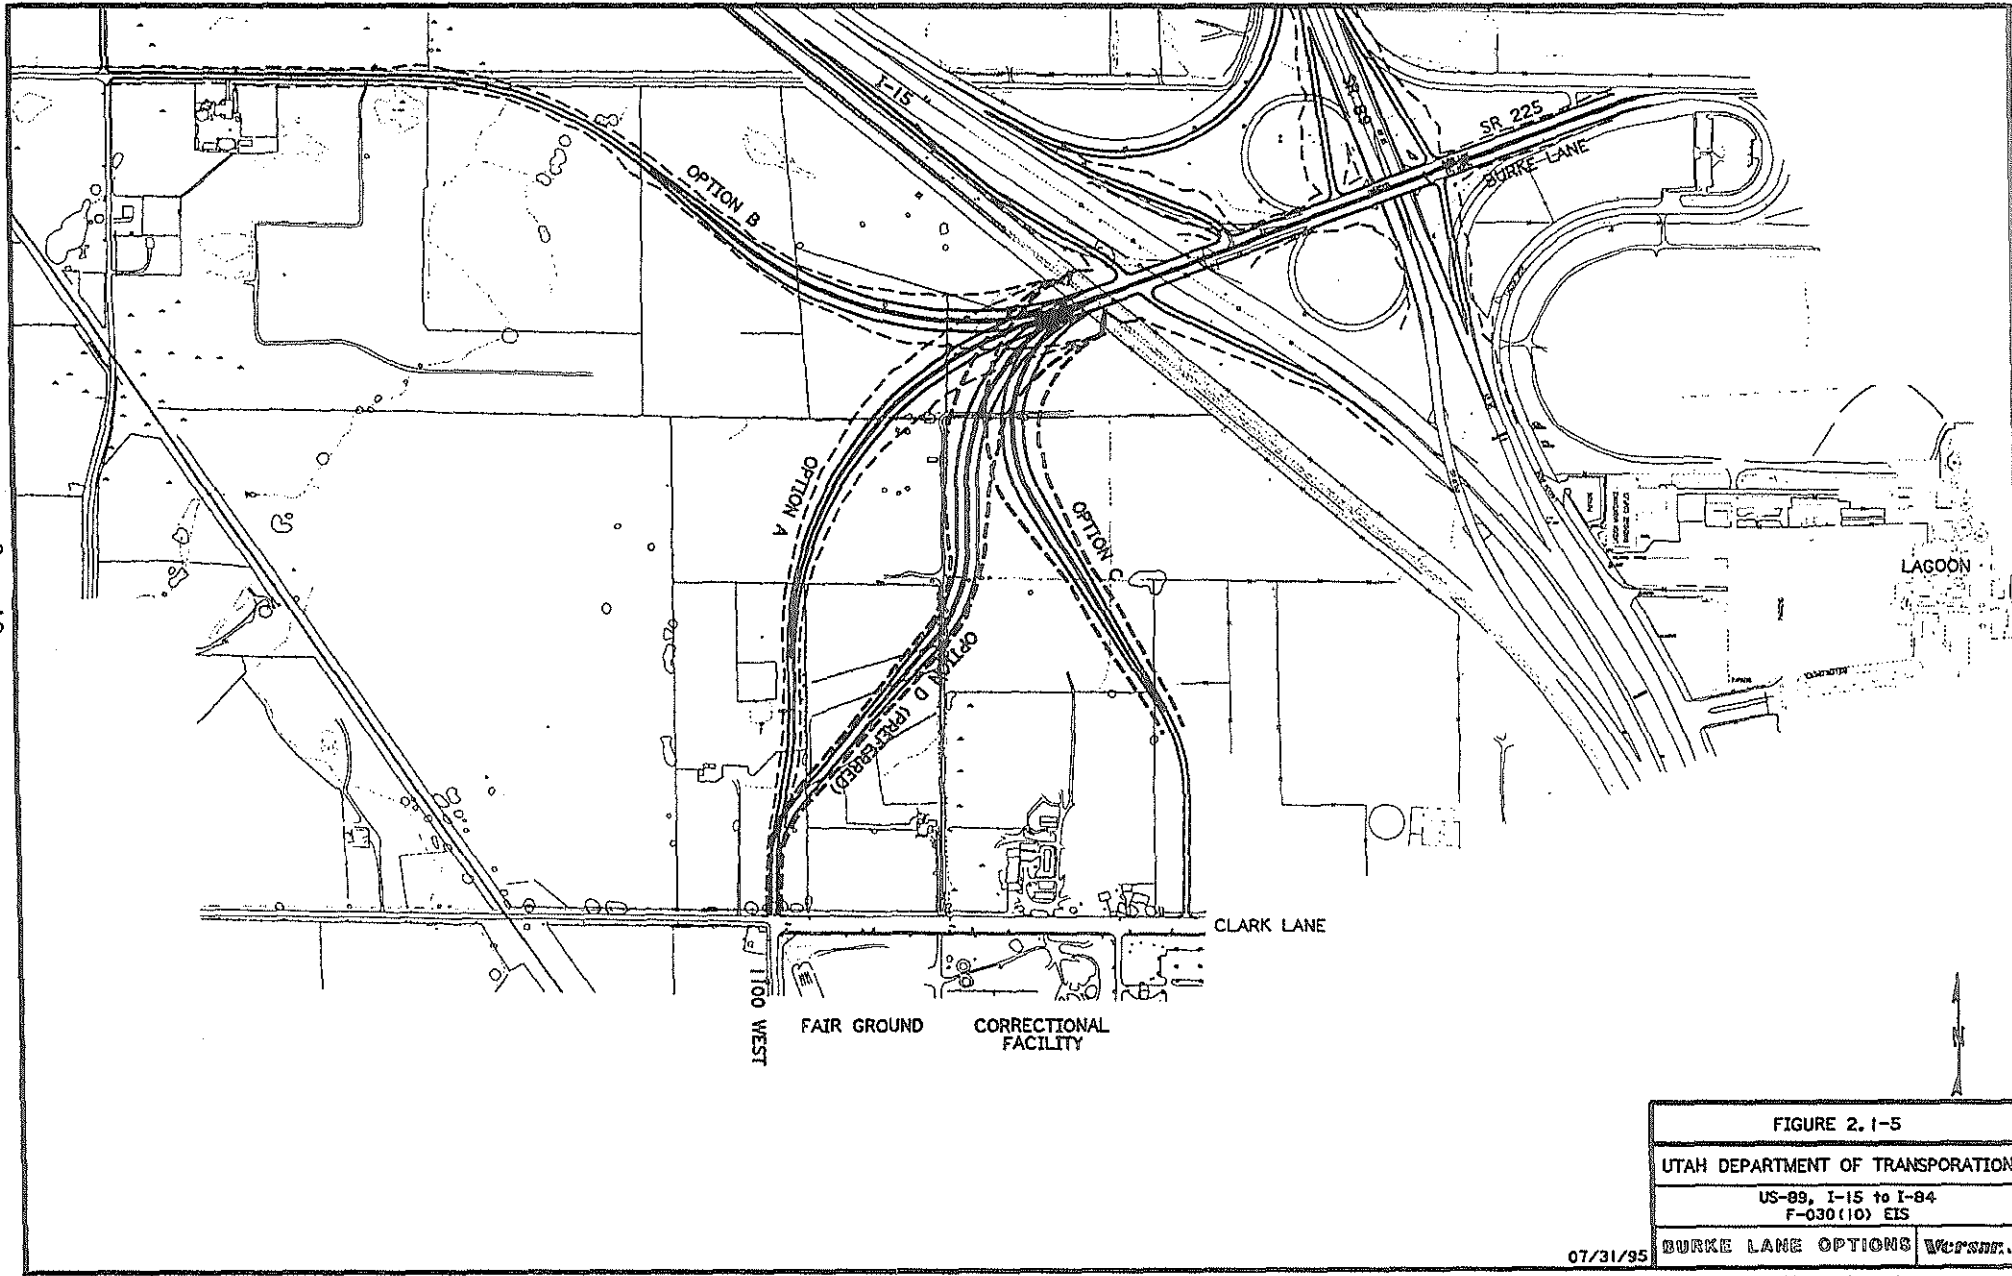 I-15
SR 225
BURKE LANE
OPTION B
OPTION A
OPTION C
OPTION D (PREFERRED)
LAGOON
CLARK LANE
1100 WEST
FAIR GROUND
CORRECTIONAL
FACILITY
N
FIGURE 2.1-5
UTAH DEPARTMENT OF TRANSPORATION
US-89, I-15 to I-84
F-030(10) EIS
BURKE LANE OPTIONS
Versar
07/31/95